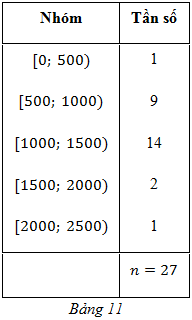 Nhóm Tần số
[0; 500) 1
[500; 1000) 9
[1000; 1500) 14
[1500; 2000) 2
[2000; 2500) 1
n = 27
Bảng 11